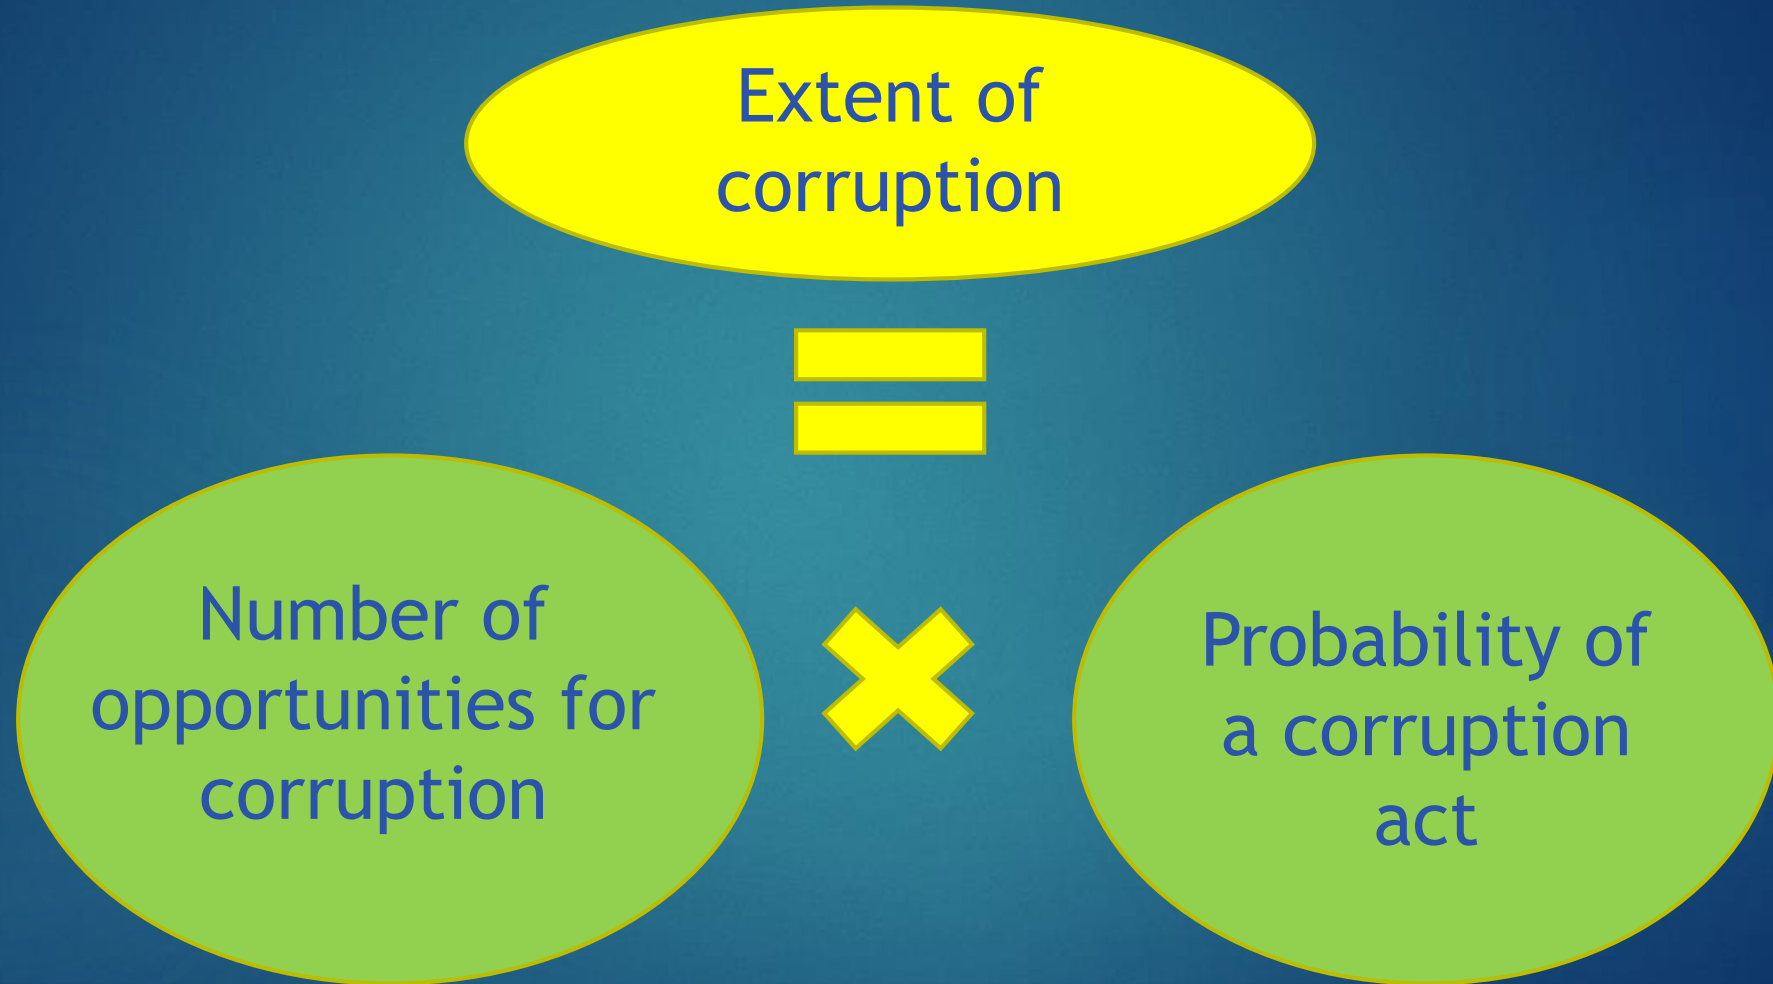 Extent of
corruption
Number of
opportunities for
corruption
Probability of
a corruption
act